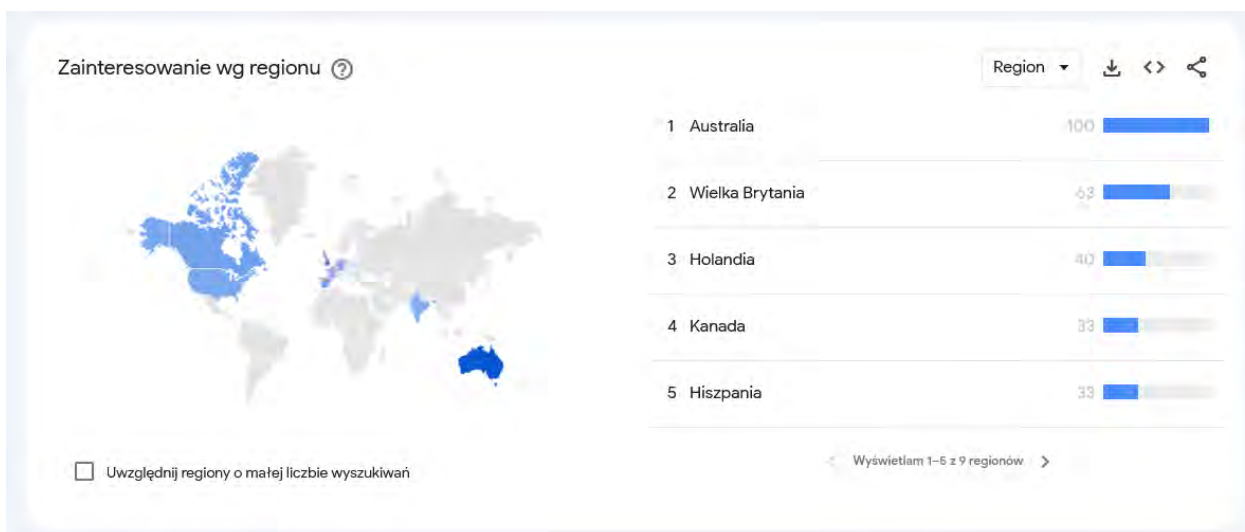 Zainteresowanie wg regionu ?
Region
1 Australia 100
2 Wielka Brytania 63
3 Holandia 40
4 Kanada 33
5 Hiszpania 33
Uwzględnij regiony o małej liczbie wyszukiwań
Wyświetlam 1–5 z 9 regionów